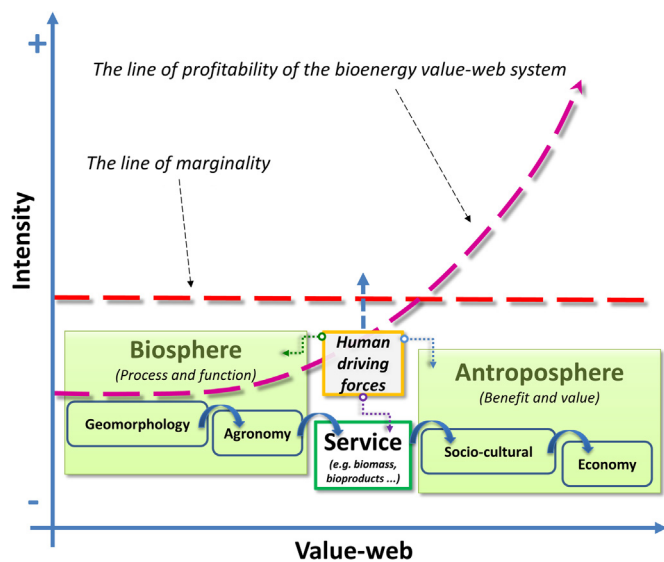 +
The line of profitability of the bioenergy value-web system
The line of marginality
Intensity
Biosphere
(Process and function)
Human
driving
forces
Antroposphere
(Benefit and value)
Geomorphology
Agronomy
Service
(e.g. biomass,
bioproducts ...)
Socio-cultural
Economy
-
Value-web